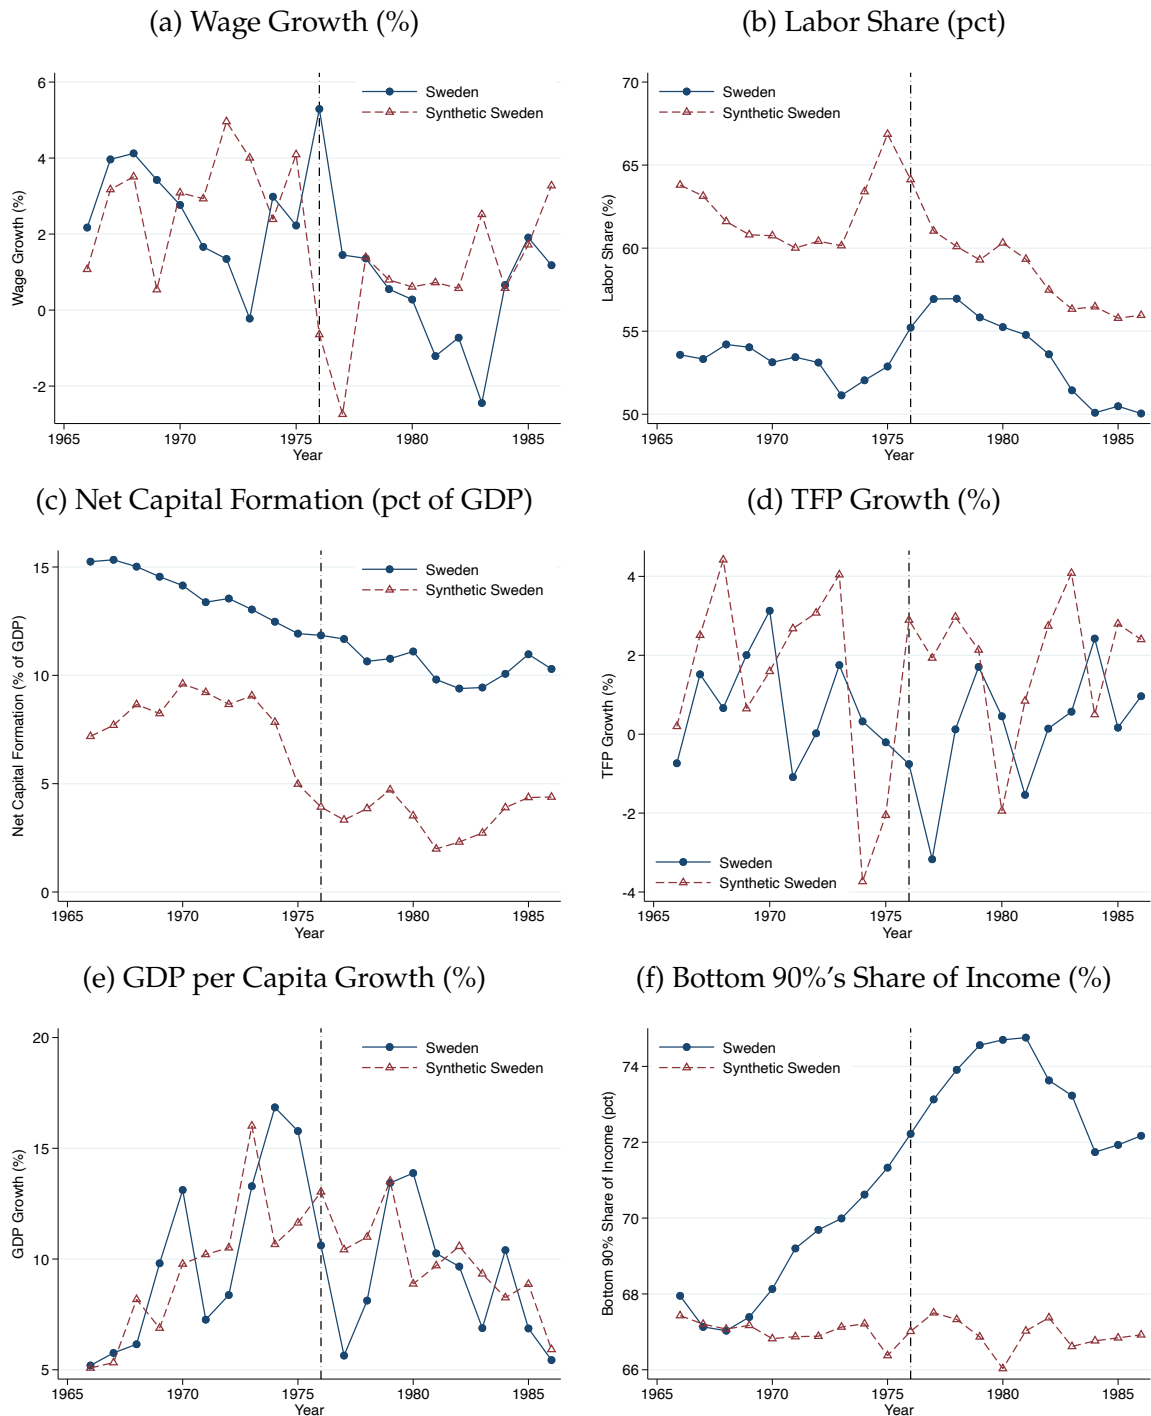 (a) Wage Growth (%)
6
4
2
0
-2
Wage Growth (%)
Sweden
Synthetic Sweden
1965 1970 1975 1980 1985
Year
(b) Labor Share (pct)
70
65
60
55
50
Labor Share (%)
Sweden
Synthetic Sweden
1965 1970 1975 1980 1985
Year
(c) Net Capital Formation (pct of GDP)
15
10
5
0
Net Capital Formation (% of GDP)
Sweden
Synthetic Sweden
1965 1970 1975 1980 1985
Year
(d) TFP Growth (%)
4
2
0
-2
-4
TFP Growth (%)
Sweden
Synthetic Sweden
1965 1970 1975 1980 1985
Year
(e) GDP per Capita Growth (%)
20
15
10
5
GDP Growth (%)
Sweden
Synthetic Sweden
1965 1970 1975 1980 1985
Year
(f) Bottom 90%'s Share of Income (%)
74
72
70
68
66
Bottom 90% Share of Income (pct)
Sweden
Synthetic Sweden
1965 1970 1975 1980 1985
Year